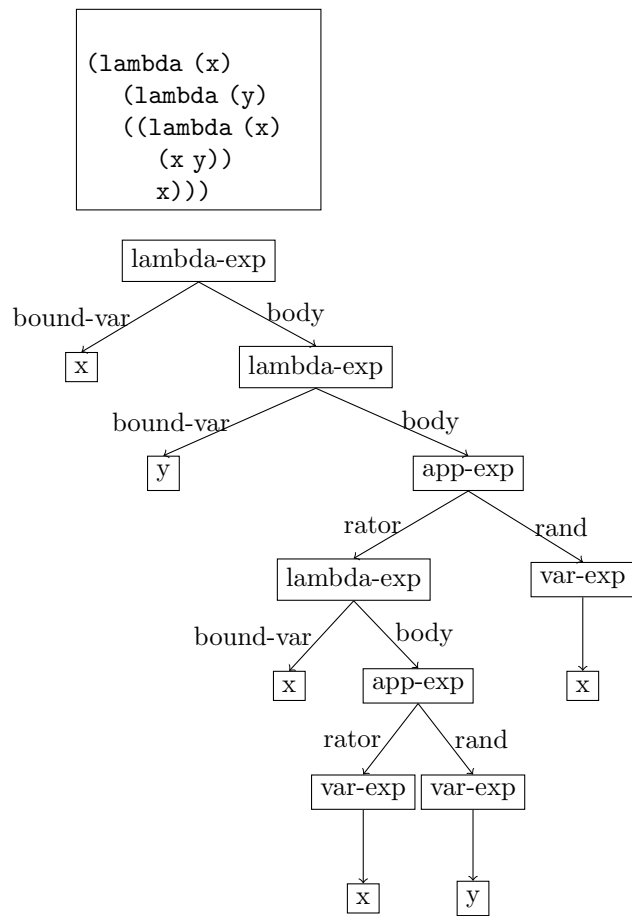 (lambda (x)
(lambda (y)
((lambda (x)
(x y))
x)))
lambda-exp
bound-var body
x lambda-exp
bound-var body
y app-exp
rator rand
lambda-exp var-exp
bound-var body
x app-exp x
rator rand
var-exp var-exp
x y